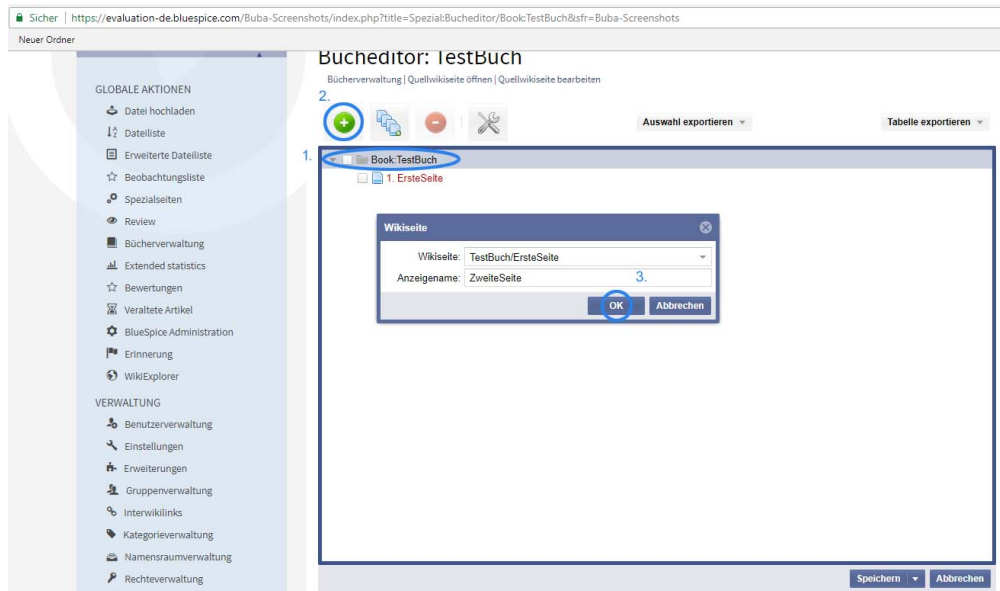 Sicher | https://evaluation-de.bluespice.com/Buba-Screenshots/index.php?title=Spezial:Bucheditor/Book:TestBuch&sfr=Buba-Screenshots
Neuer Ordner
GLOBALE AKTIONEN
Datei hochladen
Dateiliste
Erweiterte Dateiliste
Beobachtungsliste
Spezialseiten
Review
Bücherverwaltung
Extended statistics
Bewertungen
Veraltete Artikel
BlueSpice Administration
Erinnerung
WikiExplorer
VERWALTUNG
Benutzerverwaltung
Einstellungen
Erweiterungen
Gruppenverwaltung
Interwikilinks
Kategorieverwaltung
Namensraumverwaltung
Rechteverwaltung
Bucheditor: TestBuch
Bücherverwaltung | Quellwikiseite öffnen | Quellwikiseite bearbeiten
2.
Auswahl exportieren
Tabelle exportieren
1.
Book:TestBuch
1. ErsteSeite
Wikiseite
Wikiseite: TestBuch/ErsteSeite
Anzeigename: ZweiteSeite
3.
OK
Abbrechen
Speichern
Abbrechen